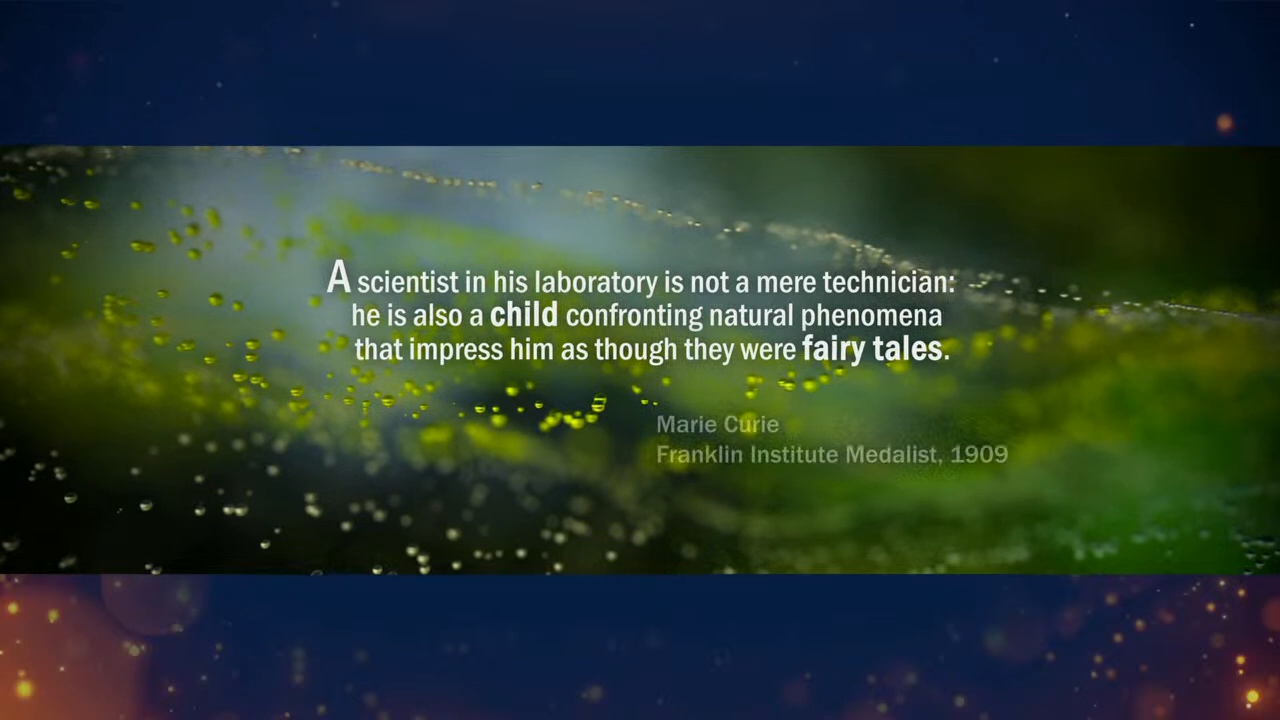 A scientist in his laboratory is not a mere technician:
he is also a child confronting natural phenomena
that impress him as though they were fairy tales.
Marie Curie
Franklin Institute Medalist, 1909